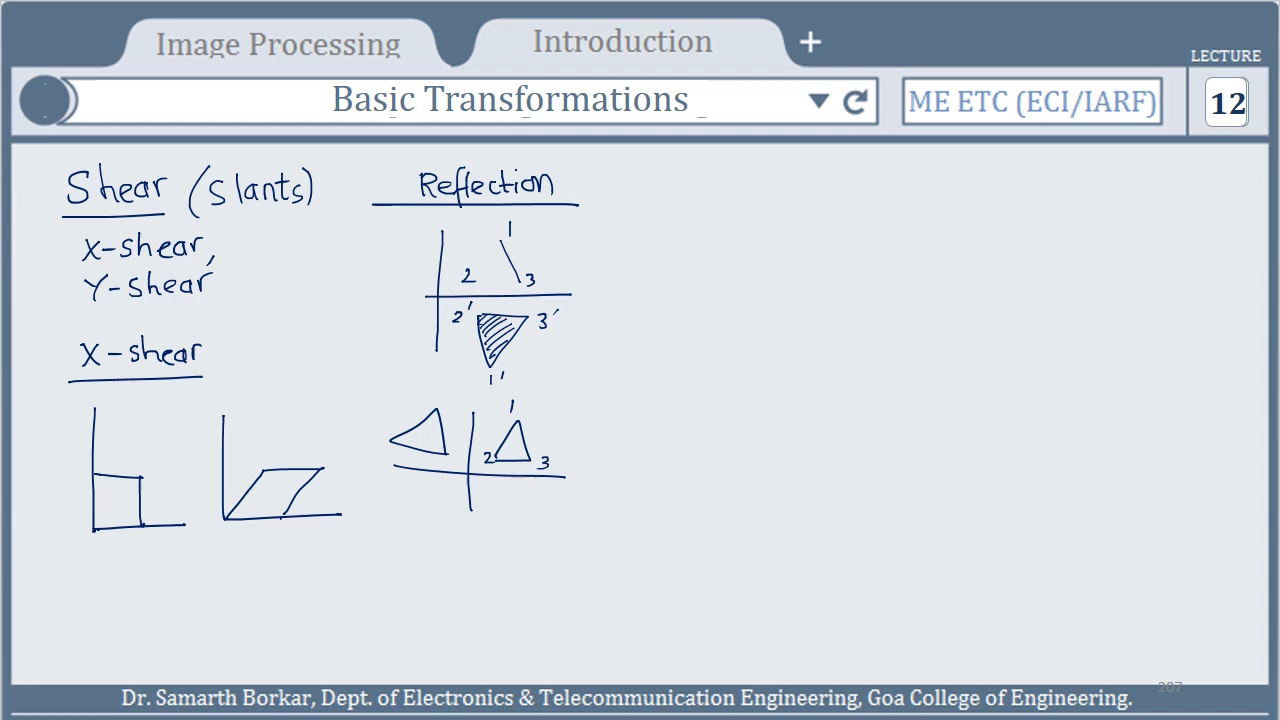 Image Processing
Introduction
+
LECTURE
Basic Transformations
ME ETC (ECI/IARF)
12
Shear (Slants)
X-shear,
Y-shear
X-shear
Reflection
1
2
3
2'
3'
1'
1
2
3
207
Dr. Samarth Borkar, Dept. of Electronics & Telecommunication Engineering, Goa College of Engineering.